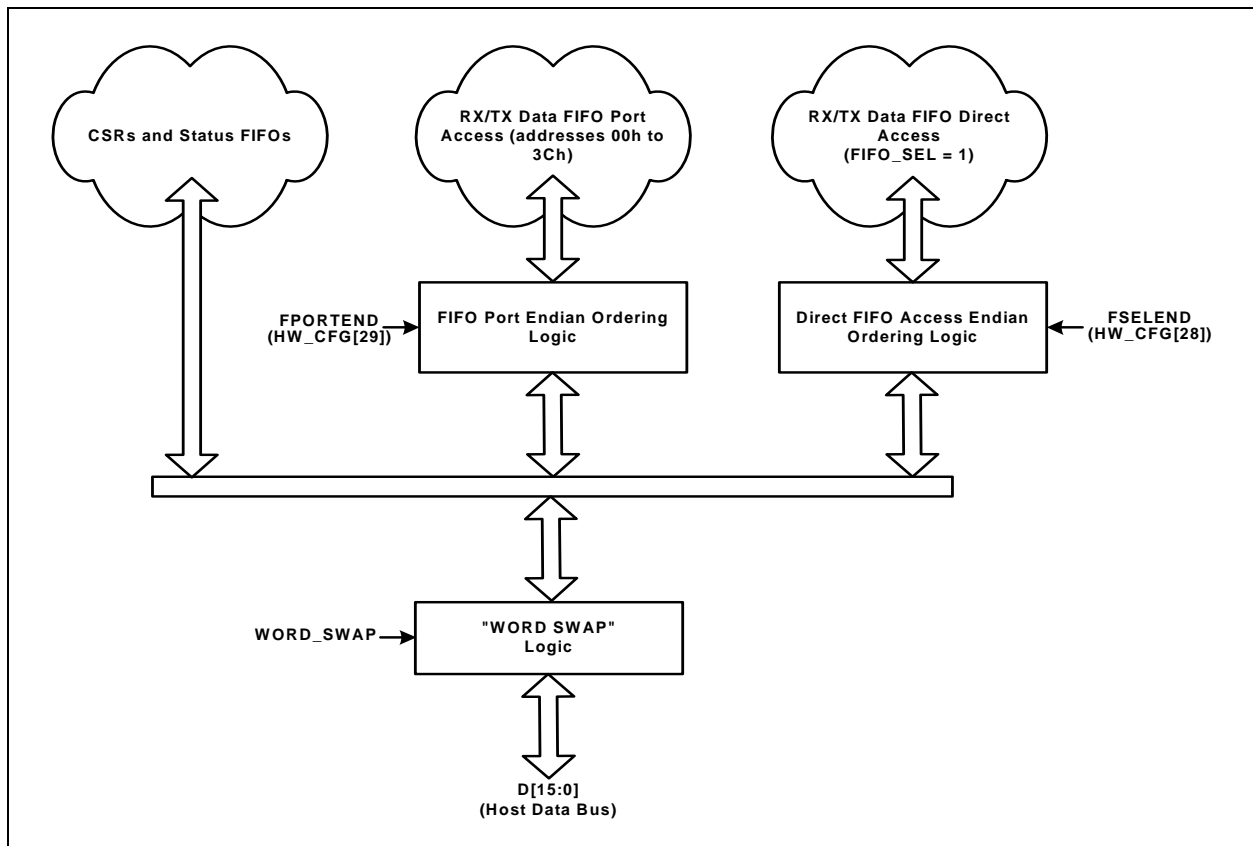 CSRs and Status FIFOs
RX/TX Data FIFO Port
Access (addresses 00h to
3Ch)
RX/TX Data FIFO Direct
Access
(FIFO_SEL = 1)
FPORTEND
(HW_CFG[29])
FIFO Port Endian Ordering
Logic
Direct FIFO Access Endian
Ordering Logic
FSELEND
(HW_CFG[28])
WORD_SWAP
"WORD SWAP"
Logic
D[15:0]
(Host Data Bus)